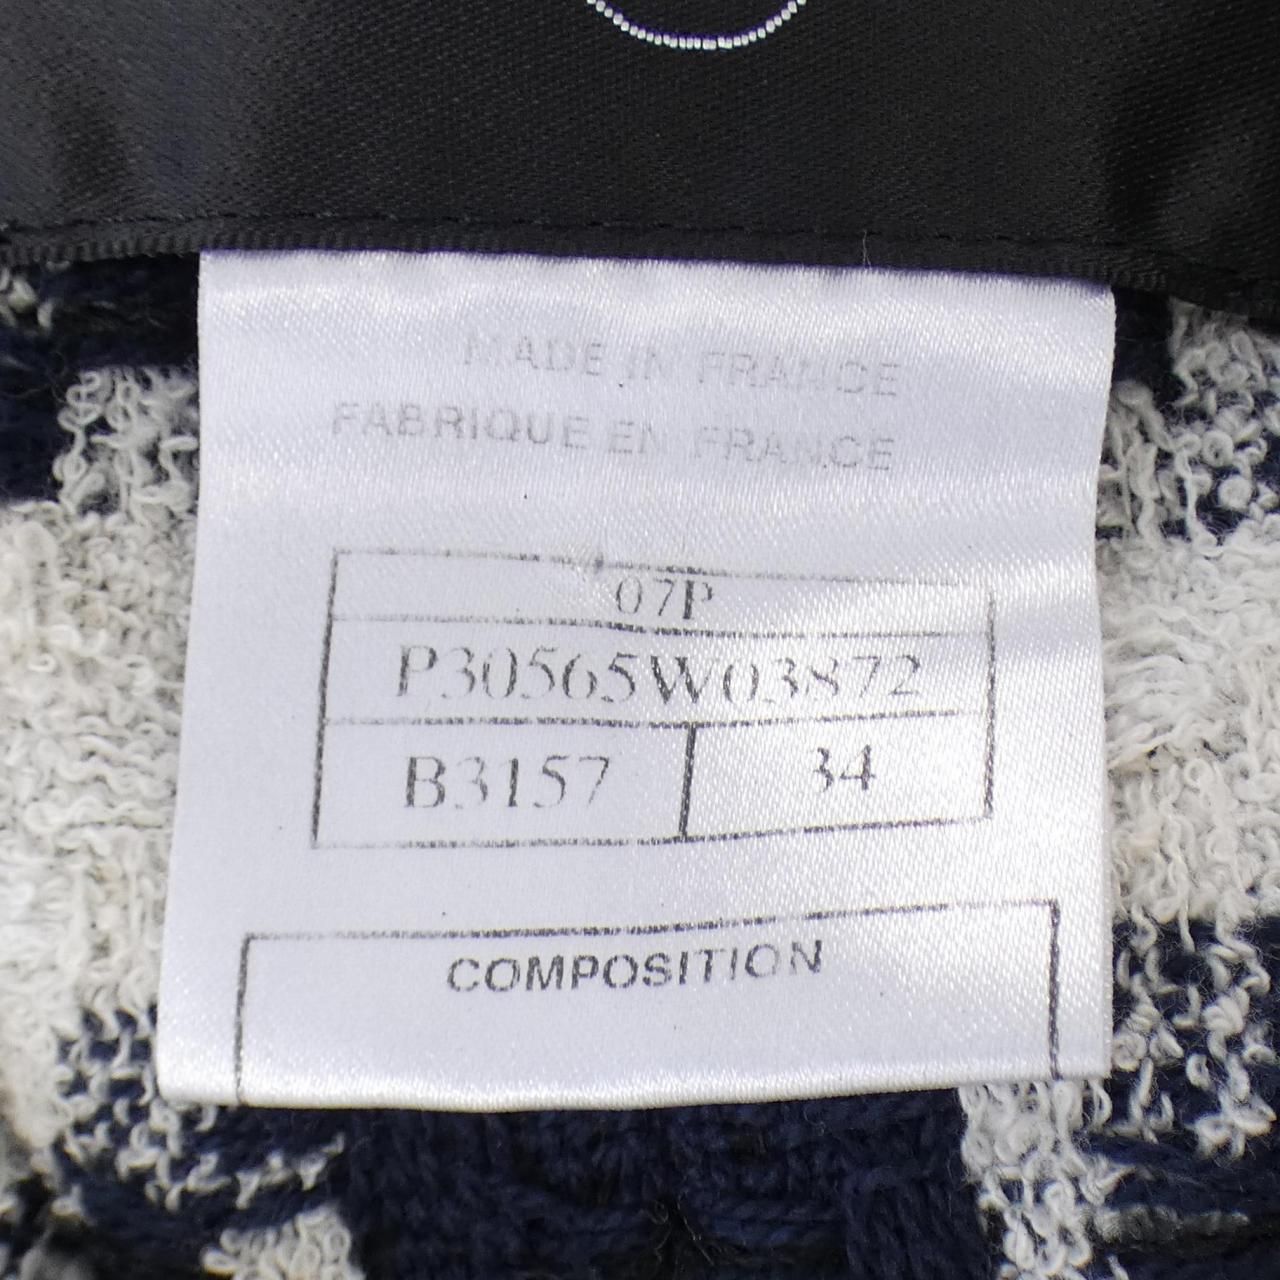 MADE IN FRANCE
FABRIQUE EN FRANCE
07P
P30565W03872
B3157 34
COMPOSITION